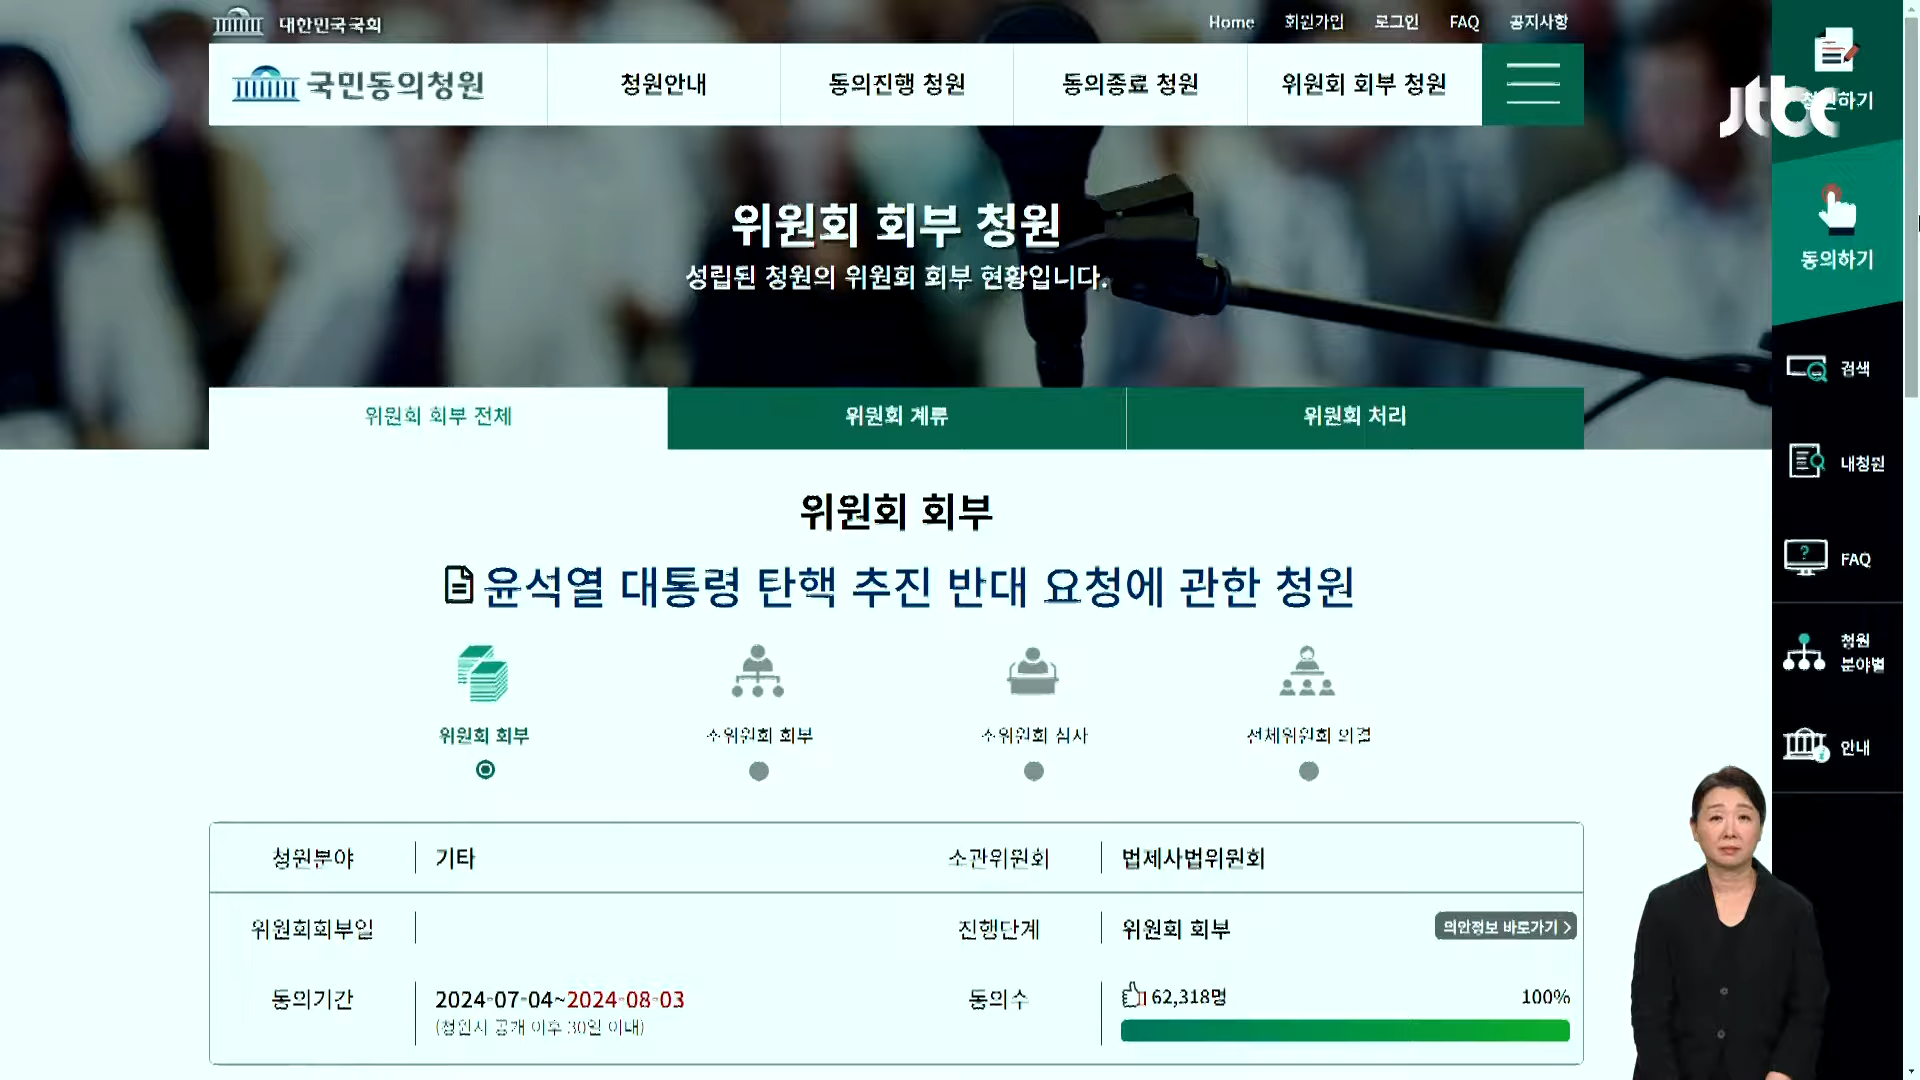 대한민국국회
Home 회원가입 로그인 FAQ 공지사항
국민동의청원 청원안내 동의진행 청원 동의종료 청원 위원회 회부 청원
청원하기
jtbc
위원회 회부 청원
성립된 청원의 위원회 회부 현황입니다.
동의하기
검색
위원회 회부 전체 위원회 계류 위원회 처리
내청원
위원회 회부
FAQ
윤석열 대통령 탄핵 추진 반대 요청에 관한 청원
청원
분야별
위원회 회부 소위원회 회부 소위원회 심사 전체위원회 의결
안내
청원분야 기타 소관위원회 법제사법위원회
위원회회부일 진행단계 위원회 회부 의안정보 바로가기 >
동의기간 2024-07-04~2024-08-03 동의수 62,318명 100%
(청원서 공개 이후 30일 이내)